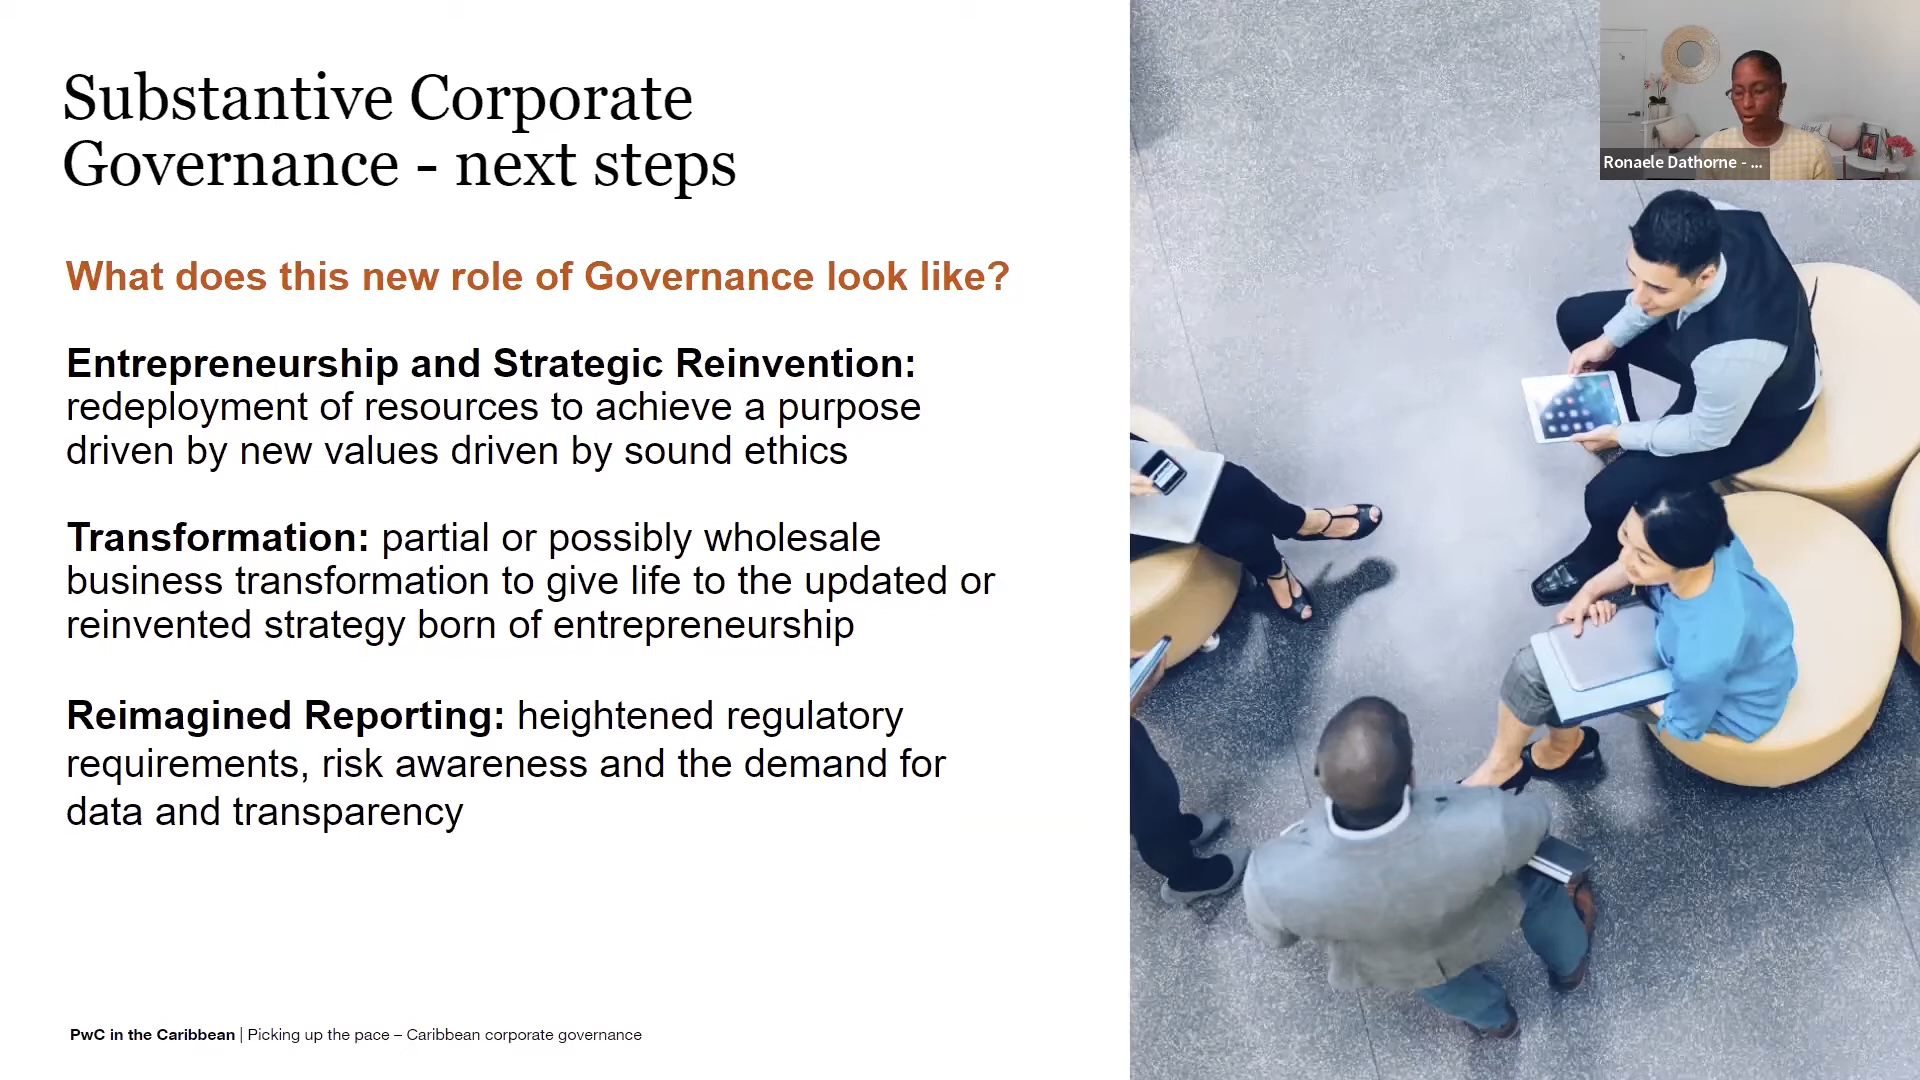 Substantive Corporate
Governance - next steps
What does this new role of Governance look like?
Entrepreneurship and Strategic Reinvention:
redeployment of resources to achieve a purpose
driven by new values driven by sound ethics
Transformation: partial or possibly wholesale
business transformation to give life to the updated or
reinvented strategy born of entrepreneurship
Reimagined Reporting: heightened regulatory
requirements, risk awareness and the demand for
data and transparency
PwC in the Caribbean | Picking up the pace – Caribbean corporate governance
Ronaele Dathorne - ...